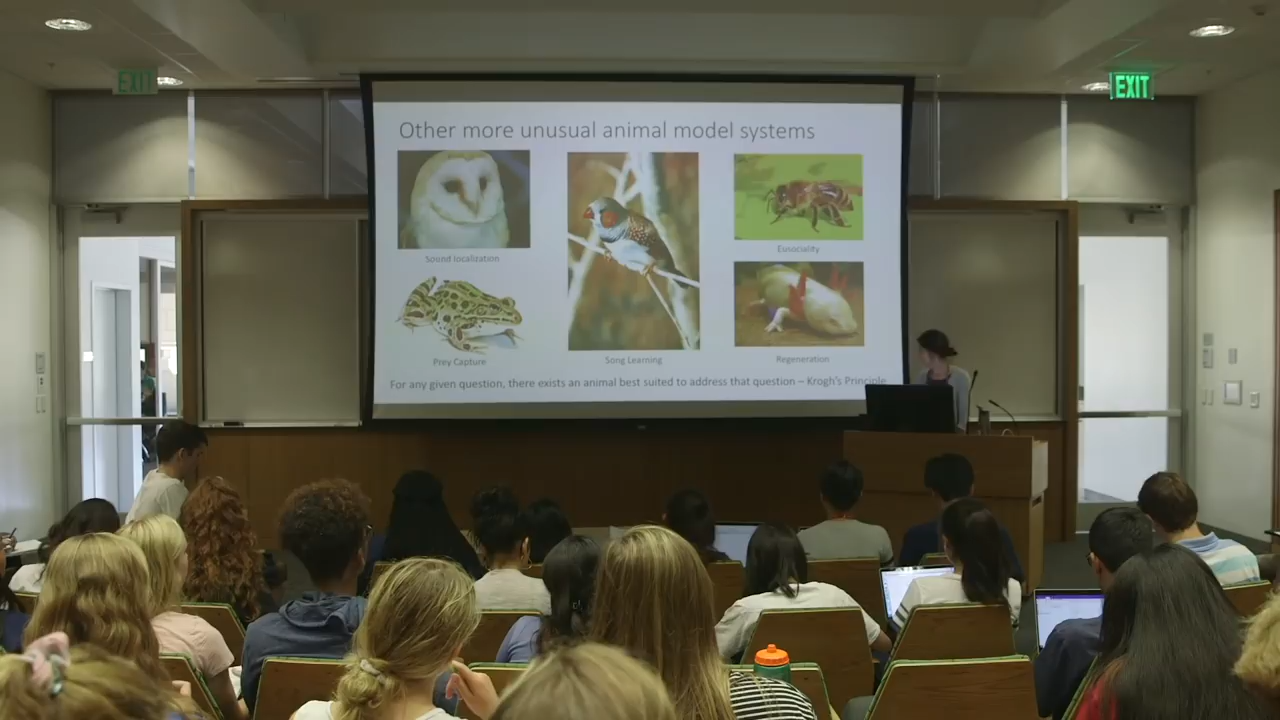 EXIT
EXIT
Other more unusual animal model systems
Sound localization
Prey Capture
Song Learning
Eusociality
Regeneration
For any given question, there exists an animal best suited to address that question – Krogh's Principle